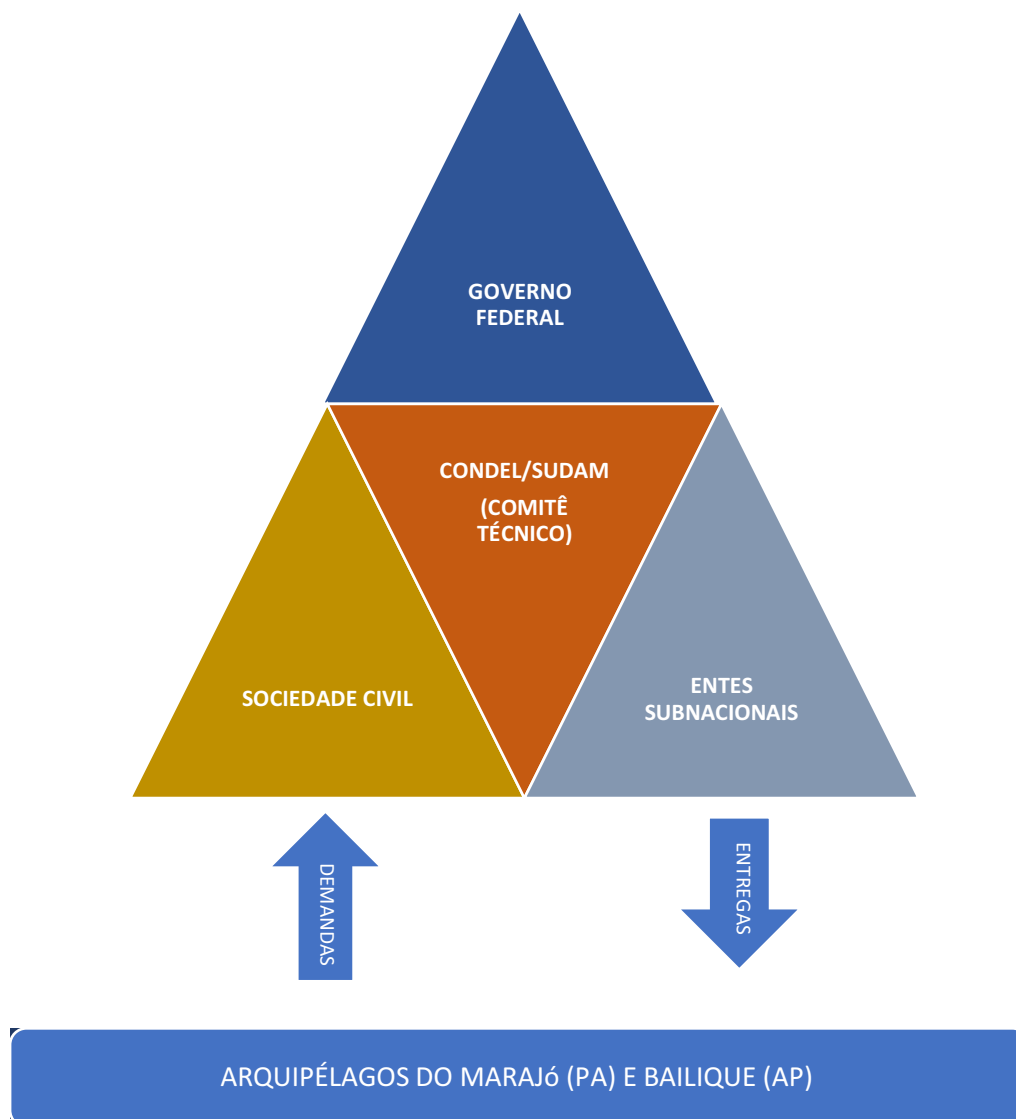 GOVERNO
FEDERAL
CONDEL/SUDAM
(COMITÊ
TÉCNICO)
SOCIEDADE CIVIL
ENTES
SUBNACIONAIS
DEMANDAS
ENTREGAS
ARQUIPÉLAGOS DO MARAJó (PA) E BAILIQUE (AP)